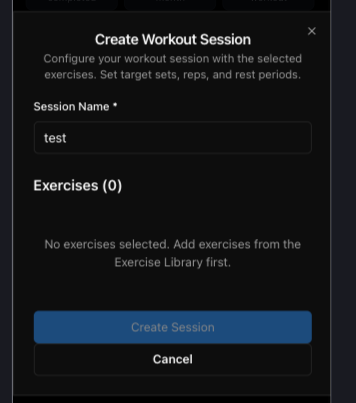 Create Workout Session
Configure your workout session with the selected
exercises. Set target sets, reps, and rest periods.
Session Name *
test
Exercises (0)
No exercises selected. Add exercises from the
Exercise Library first.
Create Session
Cancel